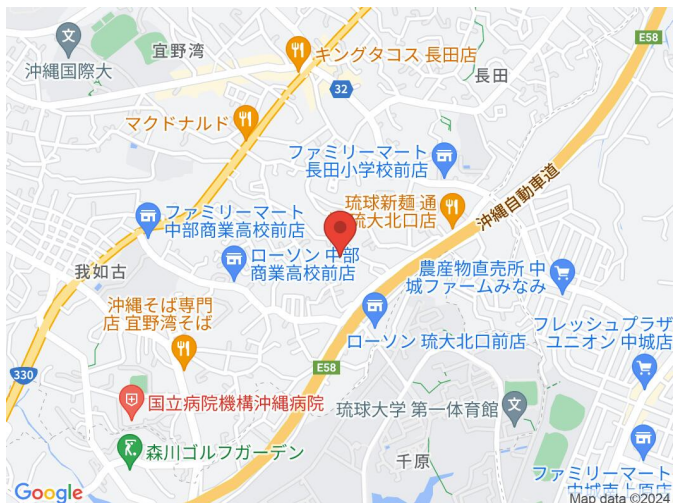 宜野湾
沖縄国際大
キングタコス 長田店
E58
長田
32
マクドナルド
ファミリーマート
長田小学校前店
沖縄自動車道
琉球新麺 通
琉大北口店
ファミリーマート
中部商業高校前店
ローソン 中部
商業高校前店
我如古
農産物直売所 中
城ファームみなみ
沖縄そば専門
店 宜野湾そば
ローソン 琉大北口前店
フレッシュプラザ
ユニオン 中城店
E58
330
国立病院機構沖縄病院
琉球大学 第一体育館
森川ゴルフガーデン
千原
ファミリーマート
中城南上原店
Google
Map data ©2024